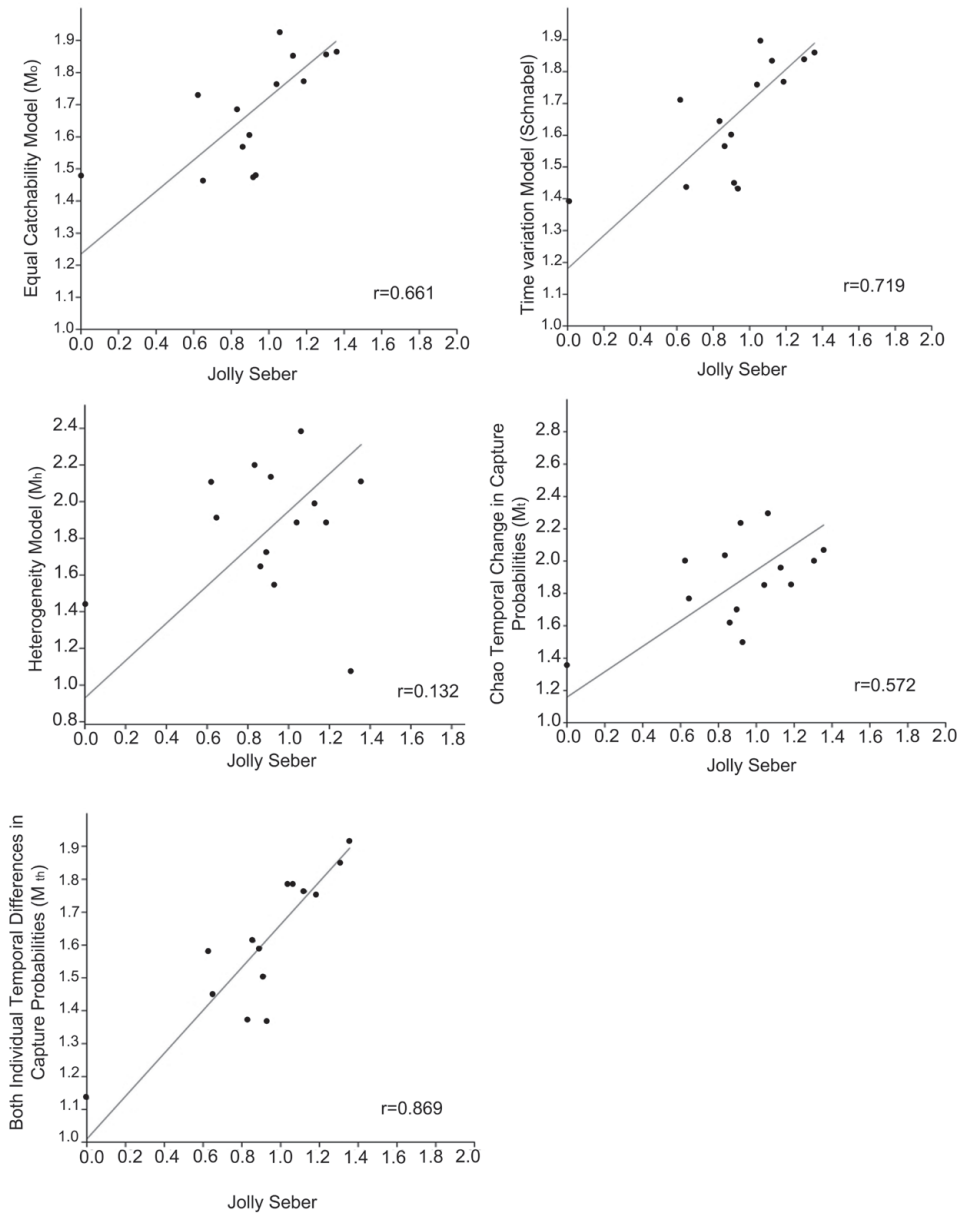 Equal Catchability Model (Mo)
1.9
1.8
1.7
1.6
1.5
1.4
1.3
1.2
1.1
1.0
0.0 0.2 0.4 0.6 0.8 1.0 1.2 1.4 1.6 1.8 2.0
r=0.661
Jolly Seber
Time variation Model (Schnabel)
1.9
1.8
1.7
1.6
1.5
1.4
1.3
1.2
1.1
1.0
0.0 0.2 0.4 0.6 0.8 1.0 1.2 1.4 1.6 1.8 2.0
r=0.719
Jolly Seber
Heterogeneity Model (Mh)
2.4
2.2
2.0
1.8
1.6
1.4
1.2
1.0
0.8
0.0 0.2 0.4 0.6 0.8 1.0 1.2 1.4 1.6 1.8
r=0.132
Jolly Seber
Chao Temporal Change in Capture
Probabilities (Mt)
2.8
2.6
2.4
2.2
2.0
1.8
1.6
1.4
1.2
1.0
0.0 0.2 0.4 0.6 0.8 1.0 1.2 1.4 1.6 1.8 2.0
r=0.572
Jolly Seber
Both Individual Temporal Differences in
Capture Probabilities (M th)
1.9
1.8
1.7
1.6
1.5
1.4
1.3
1.2
1.1
1.0
0.0 0.2 0.4 0.6 0.8 1.0 1.2 1.4 1.6 1.8 2.0
r=0.869
Jolly Seber